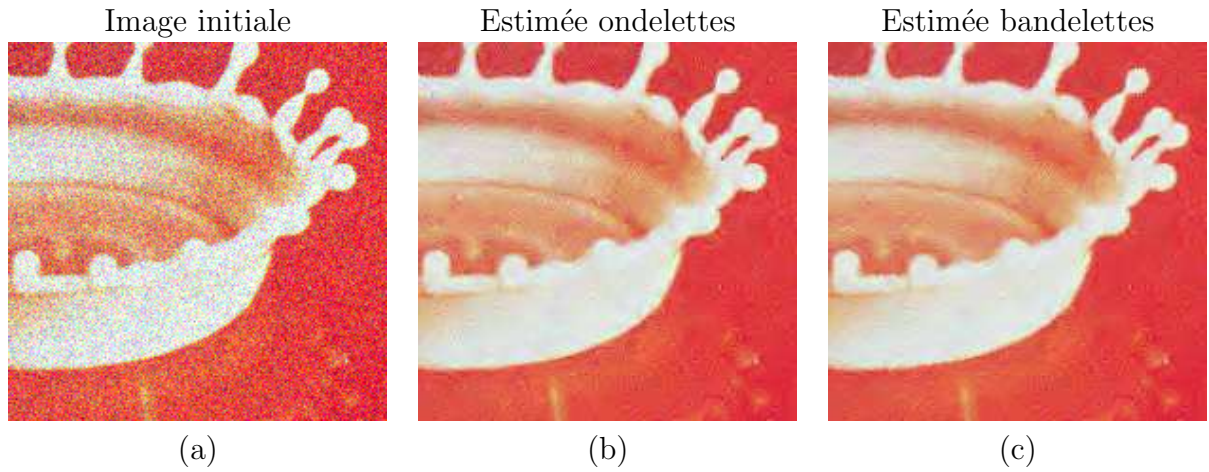 Image initiale
Estimée ondelettes
Estimée bandelettes
(a)
(b)
(c)